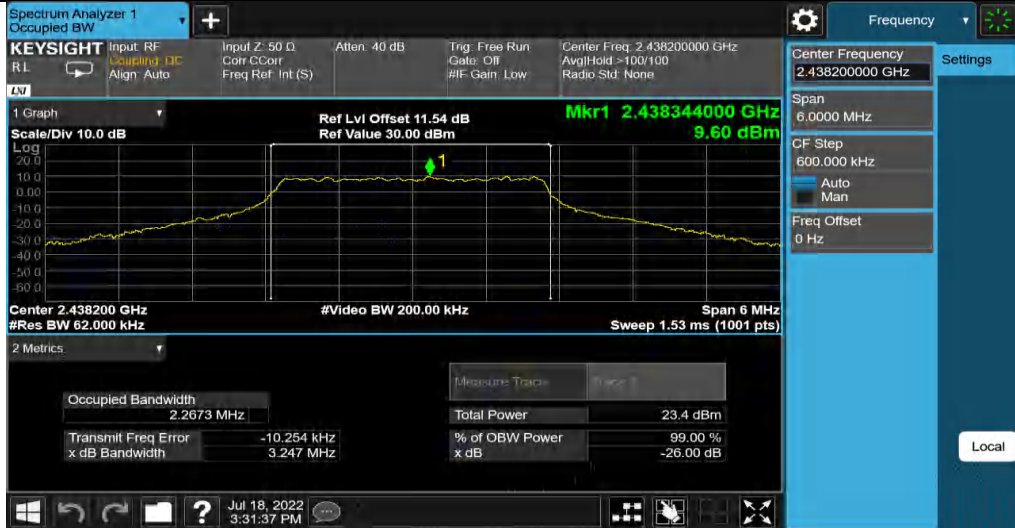 Spectrum Analyzer 1
Occupied BW
+
Frequency
KEYSIGHT
RL
LXI
Input: RF
Coupling: DC
Align: Auto
Input Z: 50 Ω
Corr CCorr
Freq Ref: Int (S)
Atten: 40 dB
Trig: Free Run
Gate: Off
#IF Gain: Low
Center Freq: 2.438200000 GHz
Avg|Hold >100/100
Radio Std: None
1 Graph
Scale/Div 10.0 dB
Ref Lvl Offset 11.54 dB
Ref Value 30.00 dBm
Mkr1 2.438344000 GHz
9.60 dBm
Log
20.0
10.0
0.00
-10.0
-20.0
-30.0
-40.0
-50.0
-60.0
1
Center 2.438200 GHz
#Res BW 62.000 kHz
#Video BW 200.00 kHz
Span 6 MHz
Sweep 1.53 ms (1001 pts)
2 Metrics
Measure Trace
Trace 1
Occupied Bandwidth
2.2673 MHz
Total Power
23.4 dBm
Transmit Freq Error
-10.254 kHz
% of OBW Power
99.00 %
x dB Bandwidth
3.247 MHz
x dB
-26.00 dB
Center Frequency
2.438200000 GHz
Settings
Span
6.0000 MHz
CF Step
600.000 kHz
Auto
Man
Freq Offset
0 Hz
Local
?
Jul 18, 2022
3:31:37 PM